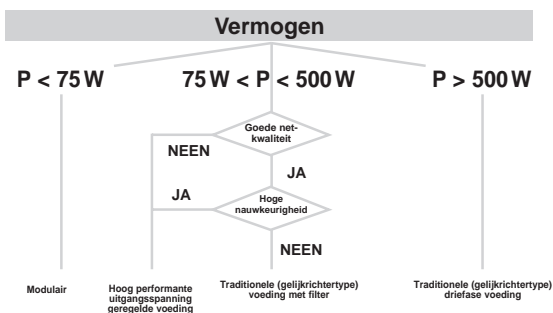 Vermogen
P < 75 W
75 W < P < 500 W
P > 500 W
Goede net-
kwaliteit
NEEN
JA
JA
Hoge
nauwkeurigheid
NEEN
Modulair
Hoog performante
uitgangsspanning
geregelde voeding
Traditionele (gelijkrichtertype)
voeding met filter
Traditionele (gelijkrichtertype)
driefase voeding